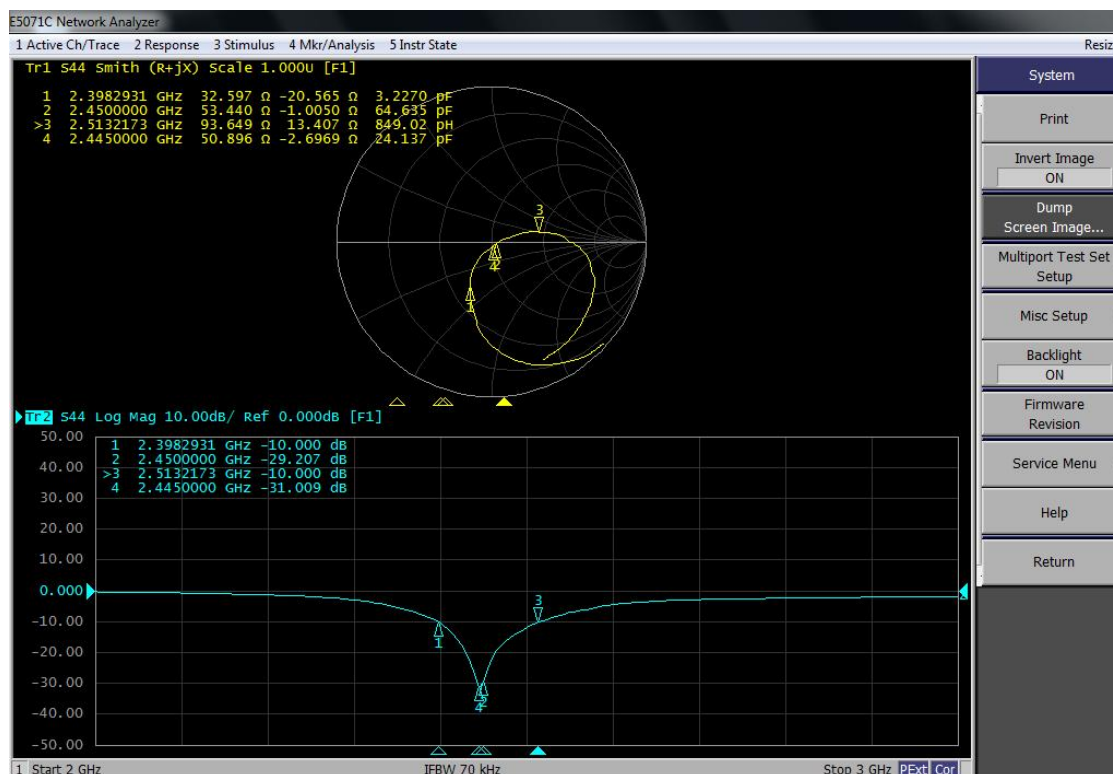 E5071C Network Analyzer
1 Active Ch/Trace 2 Response 3 Stimulus 4 Mkr/Analysis 5 Instr State
Resiz
Tr1 S44 Smith (R+jX) Scale 1.000U [F1]
1 2.3982931 GHz 32.597 Ω -20.565 Ω 3.2270 pF
2 2.4500000 GHz 53.440 Ω -1.0050 Ω 64.635 pF
>3 2.5132173 GHz 93.649 Ω 13.407 Ω 849.02 pH
4 2.4450000 GHz 50.896 Ω -2.6969 Ω 24.137 pF
3
4 2
1
Tr2 S44 Log Mag 10.00dB/ Ref 0.000dB [F1]
50.00
40.00
30.00
20.00
10.00
0.000
-10.00
-20.00
-30.00
-40.00
-50.00
1 2.3982931 GHz -10.000 dB
2 2.4500000 GHz -29.207 dB
>3 2.5132173 GHz -10.000 dB
4 2.4450000 GHz -31.009 dB
3
1
4 2
1 Start 2 GHz
IFBW 70 kHz
Stop 3 GHz PExt Cor
System
Print
Invert Image
ON
Dump
Screen Image...
Multiport Test Set
Setup
Misc Setup
Backlight
ON
Firmware
Revision
Service Menu
Help
Return